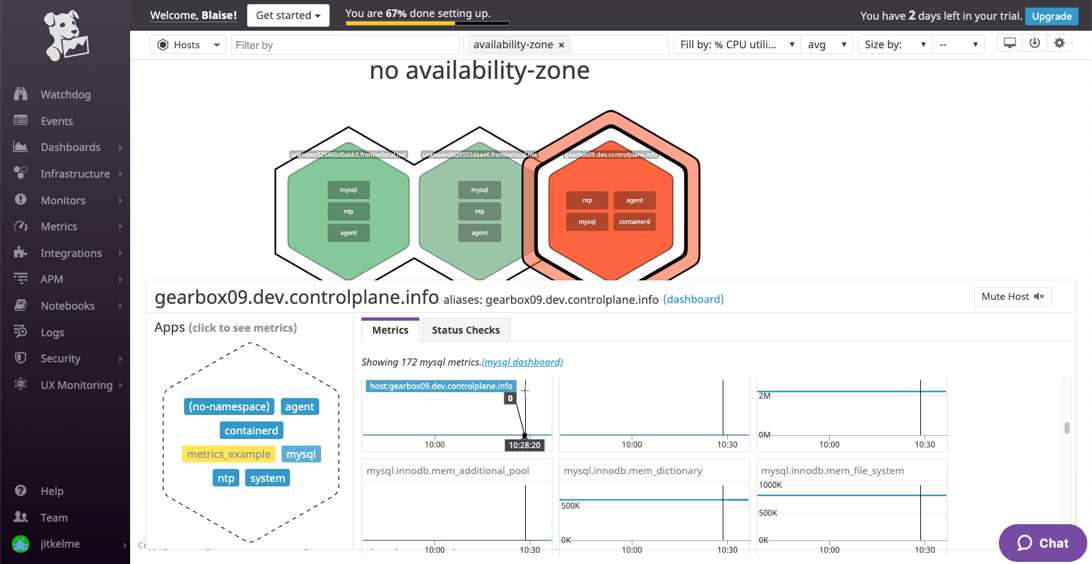 Welcome, Blaise!
Get started
You are 67% done setting up.
You have 2 days left in your trial.
Upgrade
Hosts
Filter by
availability-zone ×
Fill by: % CPU utili...
avg
Size by:
--
Watchdog
Events
Dashboards
Infrastructure
Monitors
Metrics
Integrations
APM
Notebooks
Logs
Security
UX Monitoring
Help
Team
jitkelme
no availability-zone
mysql
ntp
agent
mysql
ntp
agent
gearbox09.dev.controlplane.info
ntp
agent
mysql
containerd
gearbox09.dev.controlplane.info aliases: gearbox09.dev.controlplane.info (dashboard)
Mute Host
Apps (click to see metrics)
(no-namespace)
agent
containerd
metrics_example
mysql
ntp
system
Metrics
Status Checks
Showing 172 mysql metrics.(mysql dashboard)
host:gearbox09.dev.controlplane.info
0
10:00
10:28:20
10:00
10:30
2M
0M
10:00
10:30
mysql.innodb.mem_additional_pool
10:00
10:30
mysql.innodb.mem_dictionary
500K
0K
10:00
10:30
mysql.innodb.mem_file_system
1000K
500K
0K
10:00
10:30
Chat